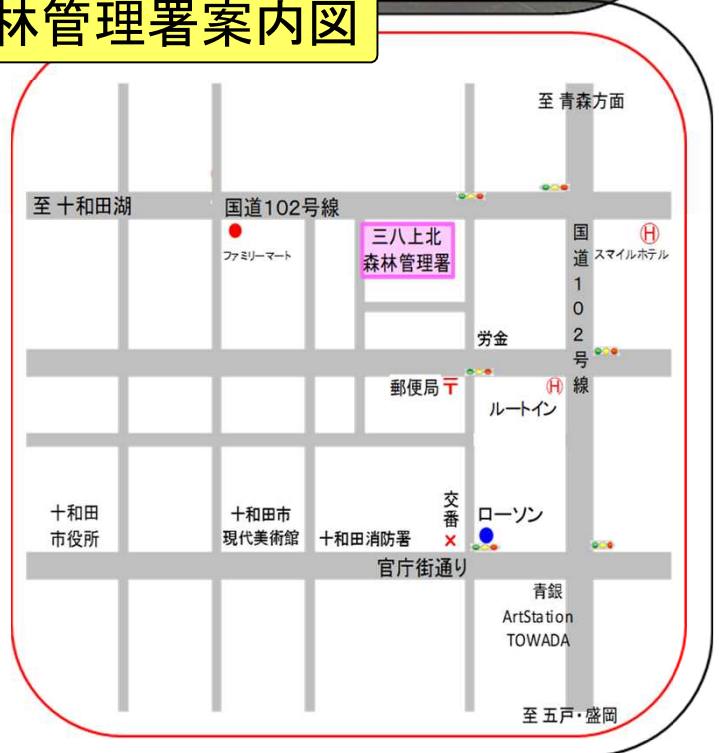 林管理署案内図
至 青森方面
至 十和田湖
国道102号線
三八上北
森林管理署
ファミリーマート
国道102号線
Ⓗ
スマイルホテル
労金
郵便局〒
Ⓗ
ルートイン
十和田
市役所
十和田市
現代美術館
十和田消防署
交番
×
ローソン
官庁街通り
青銀
ArtStation
TOWADA
至 五戸・盛岡